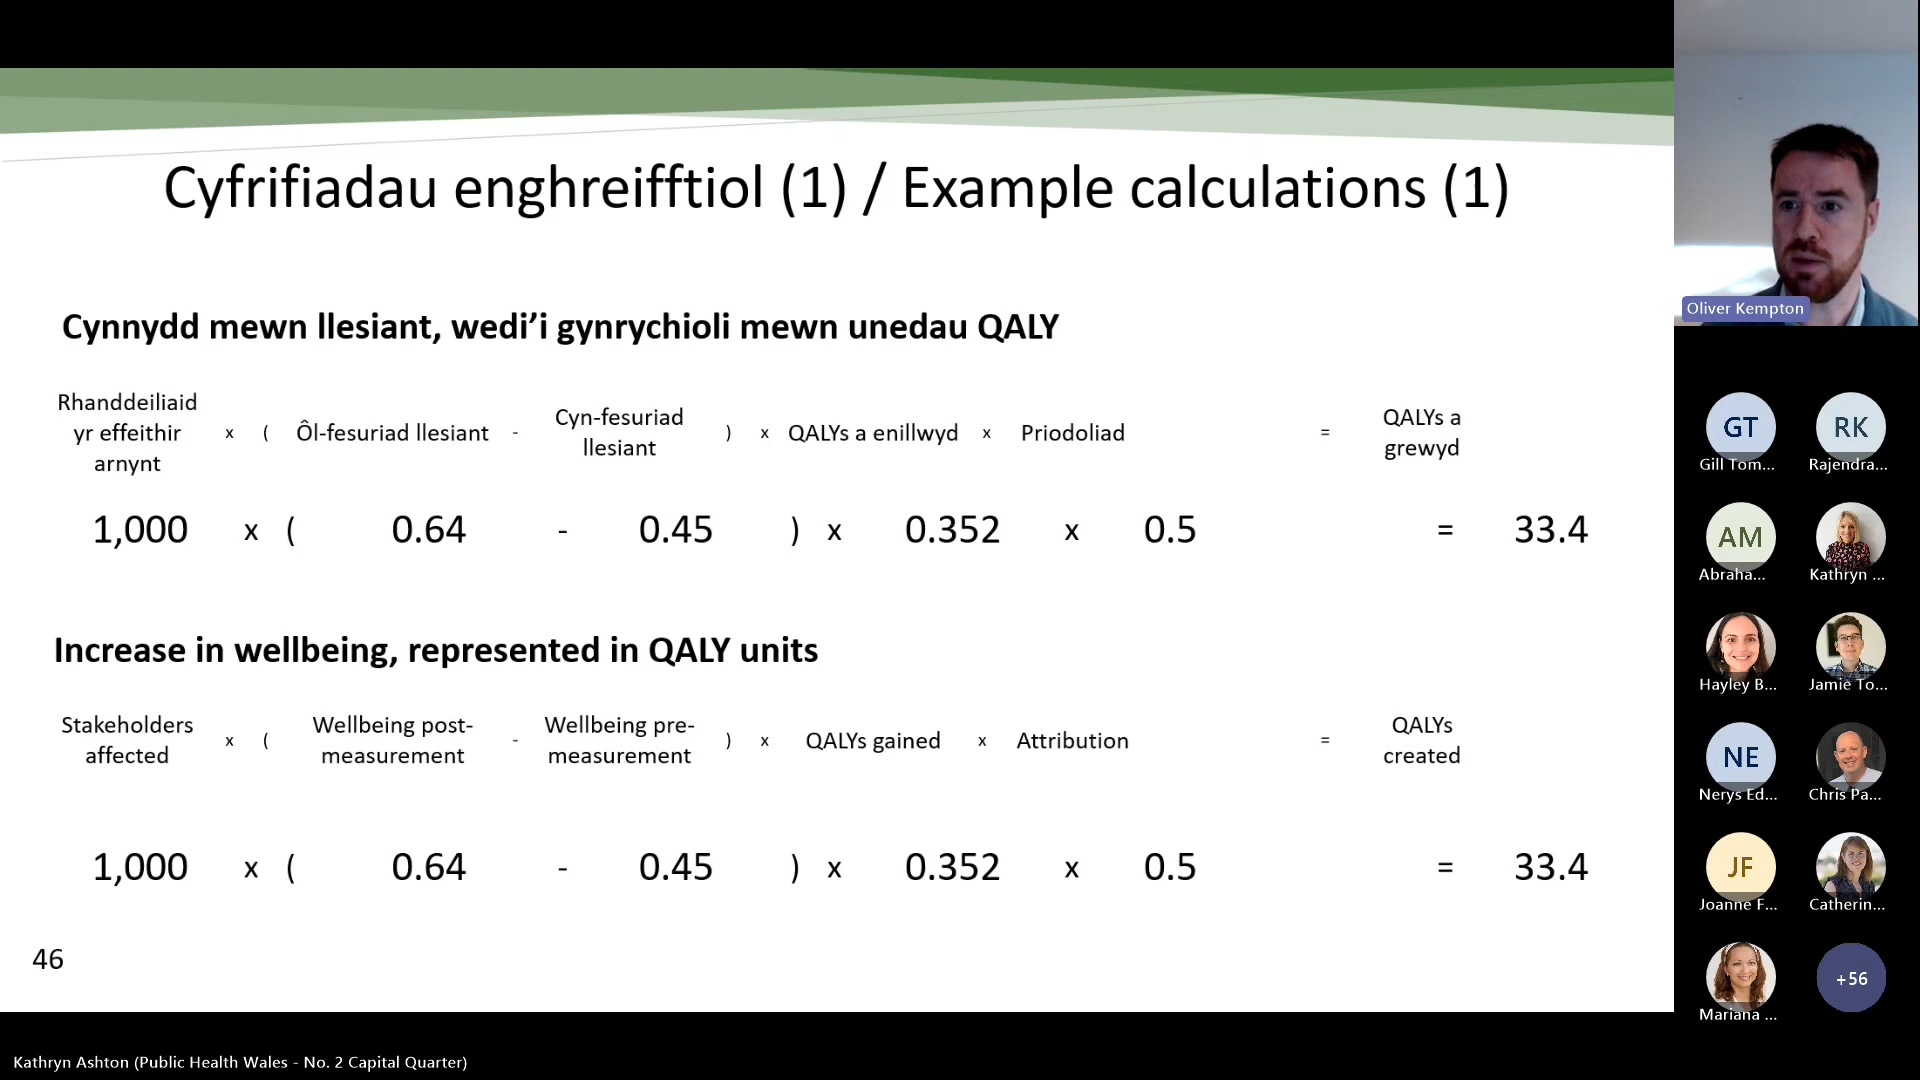 Cyfrifiadau enghreifftiol (1) / Example calculations (1)
Cynnydd mewn llesiant, wedi’i gynrychioli mewn unedau QALY
Rhanddeiliaid
yr effeithir
arnynt
x ( Ôl-fesuriad llesiant - Cyn-fesuriad
llesiant
) x QALYs a enillwyd x Priodoliad = QALYs a
grewyd
1,000 x ( 0.64 - 0.45 ) x 0.352 x 0.5 = 33.4
Increase in wellbeing, represented in QALY units
Stakeholders
affected
x ( Wellbeing post-
measurement
- Wellbeing pre-
measurement
) x QALYs gained x Attribution = QALYs
created
1,000 x ( 0.64 - 0.45 ) x 0.352 x 0.5 = 33.4
46
Oliver Kempton
GT RK
Gill Tom... Rajendra...
AM
Abraha... Kathryn ...
Hayley B... Jamie To...
NE
Nerys Ed... Chris Pa...
JF
Joanne F... Catherin...
+56
Mariana ...
Kathryn Ashton (Public Health Wales - No. 2 Capital Quarter)